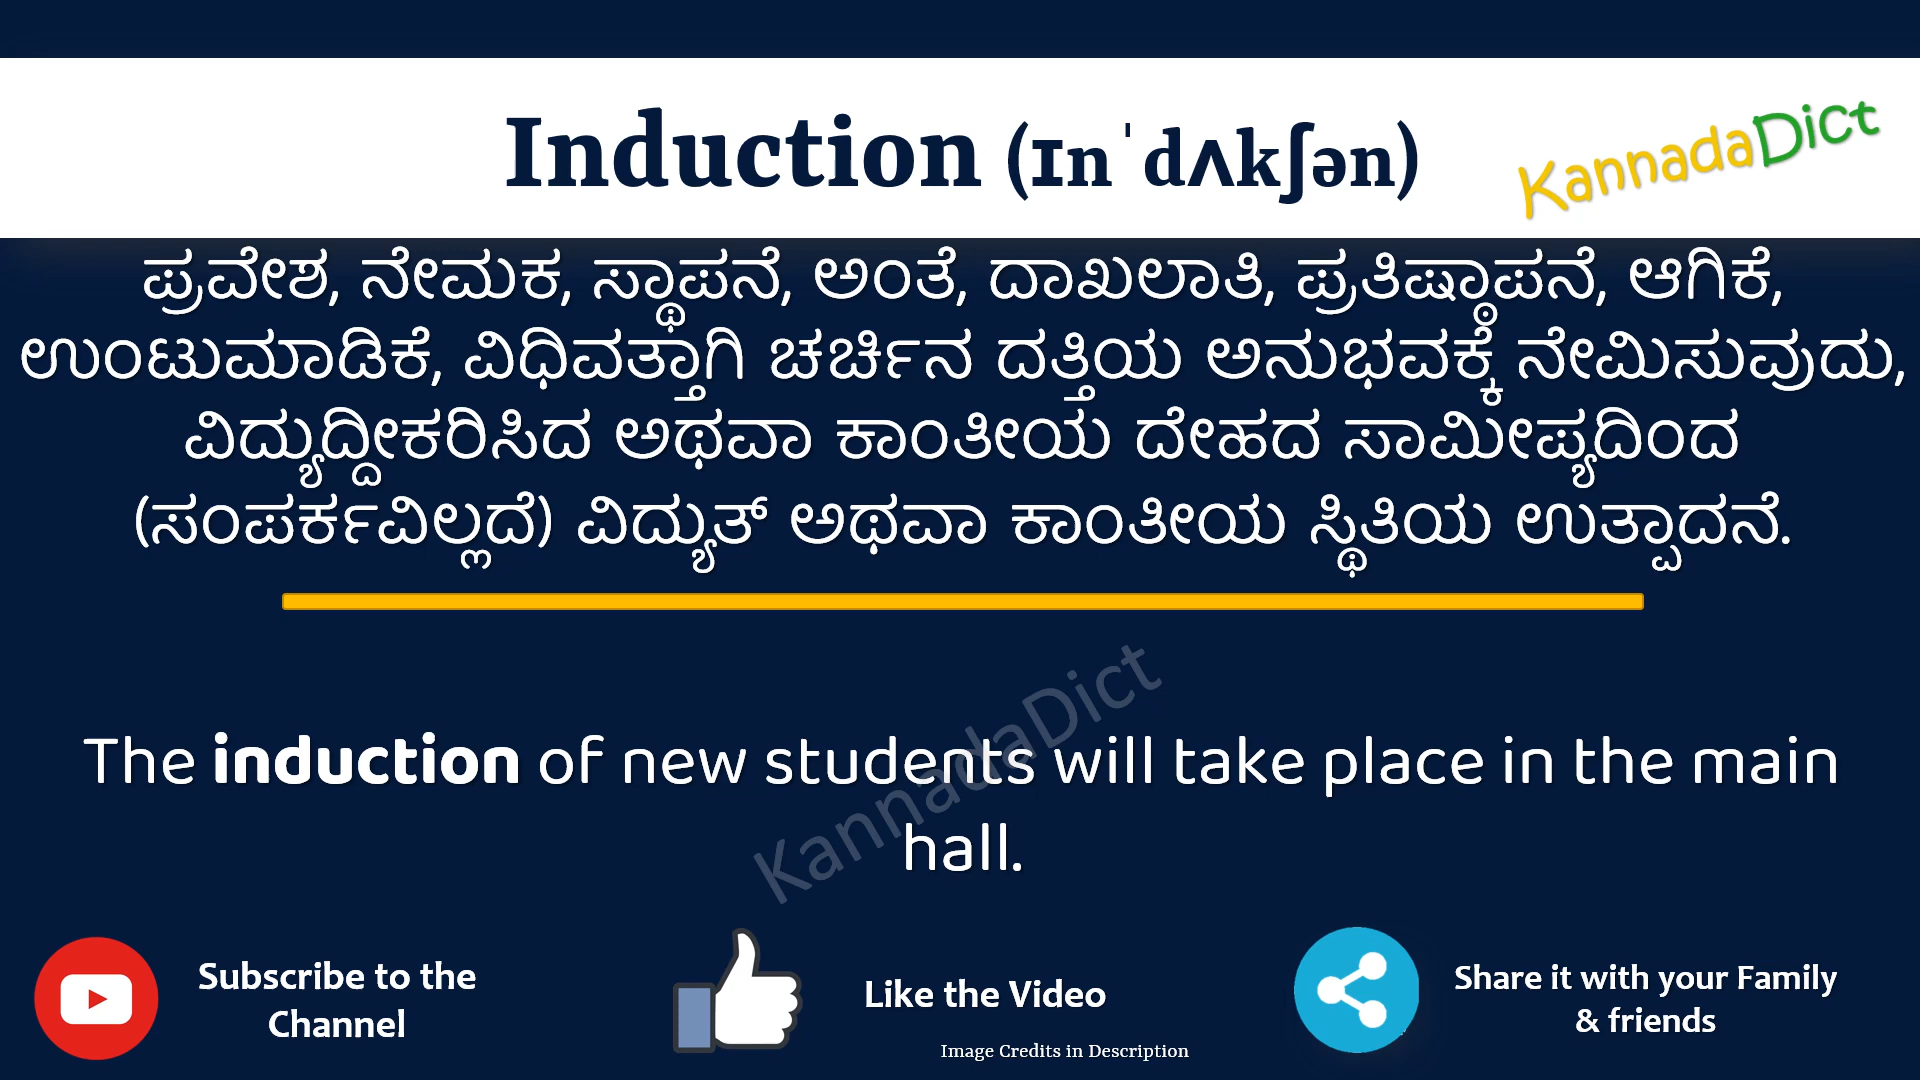 Induction (ɪnˈdʌkʃən)
KannadaDict
ಪ್ರವೇಶ, ನೇಮಕ, ಸ್ಥಾಪನೆ, ಅಂತೆ, ದಾಖಲಾತಿ, ಪ್ರತಿಷ್ಠಾಪನೆ, ಆಗಿಕೆ,
ಉಂಟುಮಾಡಿಕೆ, ವಿಧಿವತ್ತಾಗಿ ಚರ್ಚಿನ ದತ್ತಿಯ ಅನುಭವಕ್ಕೆ ನೇಮಿಸುವುದು,
ವಿದ್ಯುದ್ದೀಕರಿಸಿದ ಅಥವಾ ಕಾಂತೀಯ ದೇಹದ ಸಾಮೀಪ್ಯದಿಂದ
(ಸಂಪರ್ಕವಿಲ್ಲದೆ) ವಿದ್ಯುತ್ ಅಥವಾ ಕಾಂತೀಯ ಸ್ಥಿತಿಯ ಉತ್ಪಾದನೆ.
KannadaDict
The induction of new students will take place in the main
hall.
Subscribe to the
Channel
Like the Video
Share it with your Family
& friends
Image Credits in Description